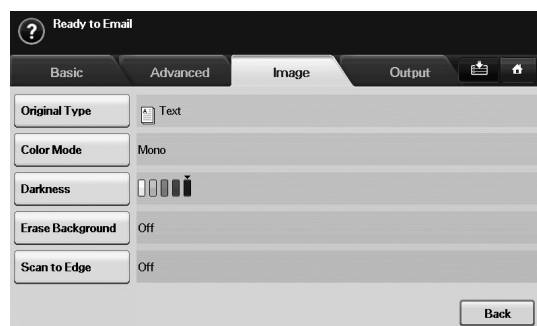 Ready to Email
Basic Advanced Image Output
Original Type Text
Color Mode Mono
Darkness
Erase Background Off
Scan to Edge Off
Back